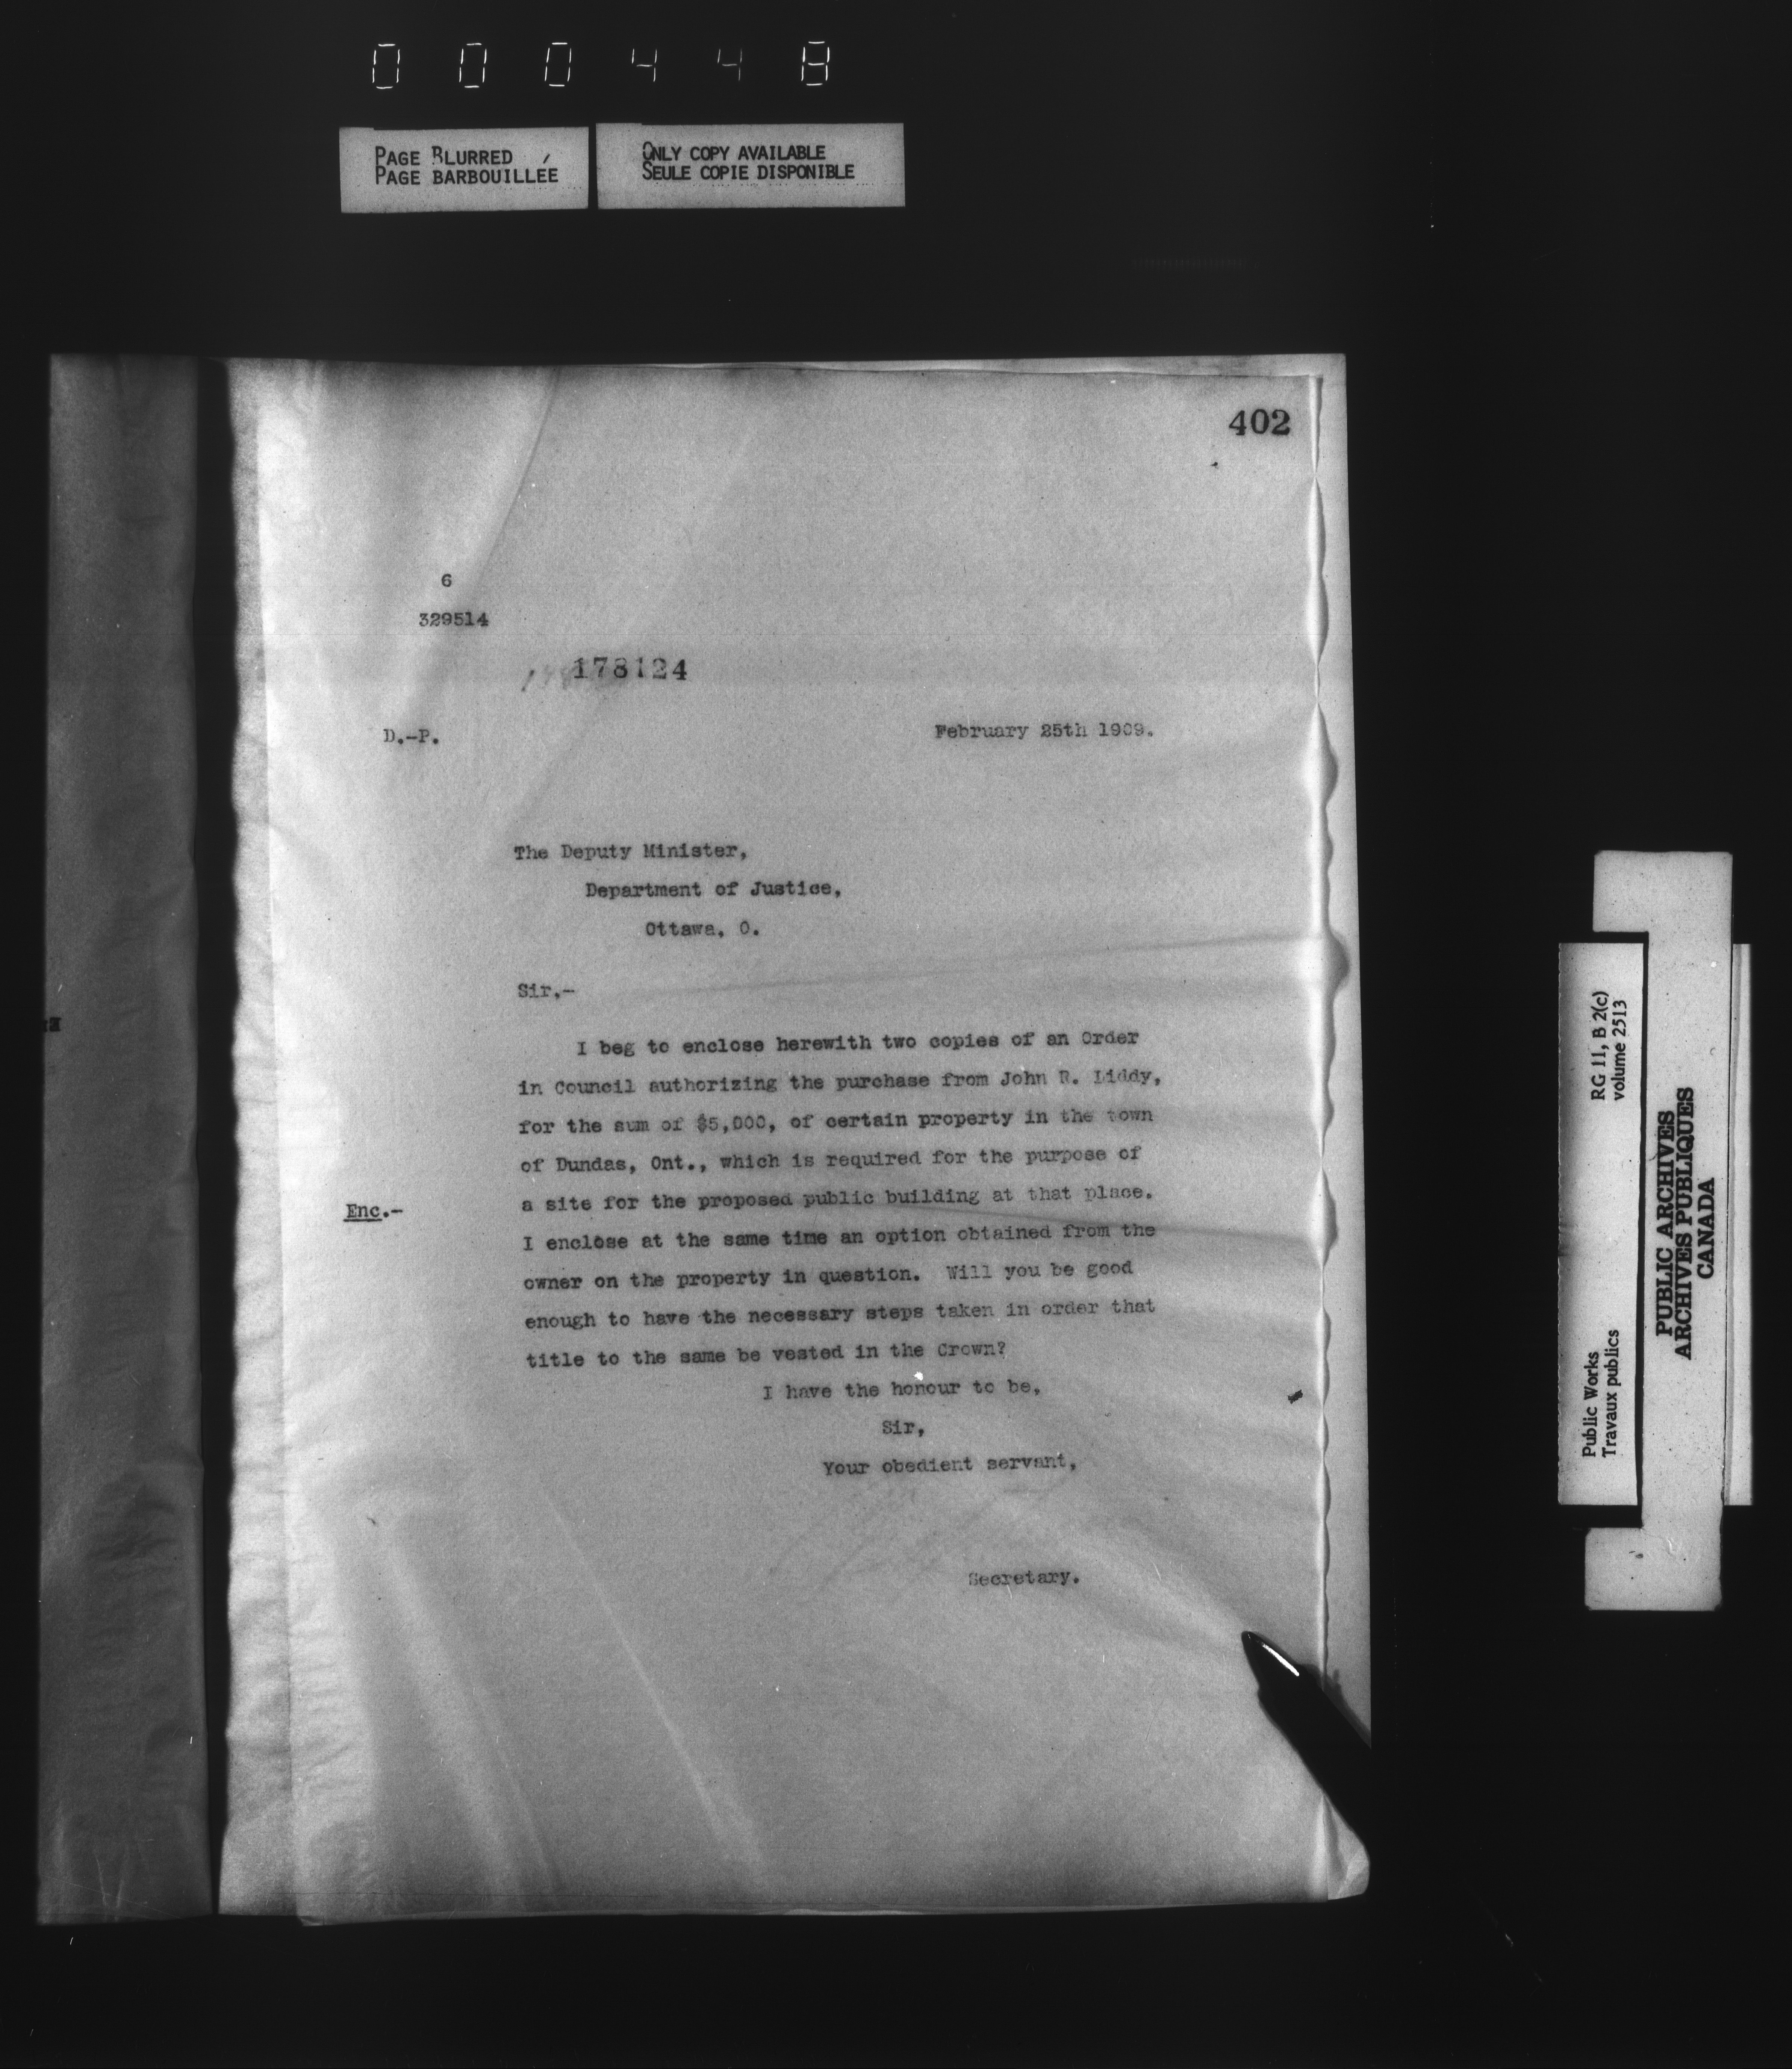 000448
PAGE BLURRED
PAGE BARBOUILLÉE
ONLY COPY AVAILABLE
SEULE COPIE DISPONIBLE
402
6
329514
178124
D.-P.
February 25th 1909.
The Deputy Minister,
Department of Justice,
Ottawa, O.
Sir,-
I beg to enclose herewith two copies of an Order
in Council authorizing the purchase from John R. Liddy,
for the sum of $5,000, of certain property in the town
of Dundas, Ont., which is required for the purpose of
a site for the proposed public building at that place.
Enc.-
I enclose at the same time an option obtained from the
owner on the property in question. Will you be good
enough to have the necessary steps taken in order that
title to the same be vested in the Crown?
I have the honour to be,
Sir,
Your obedient servant,
Secretary.
RG 11, B 2(c)
volume 2513
Public Works
Travaux publics
PUBLIC ARCHIVES
ARCHIVES PUBLIQUES
CANADA